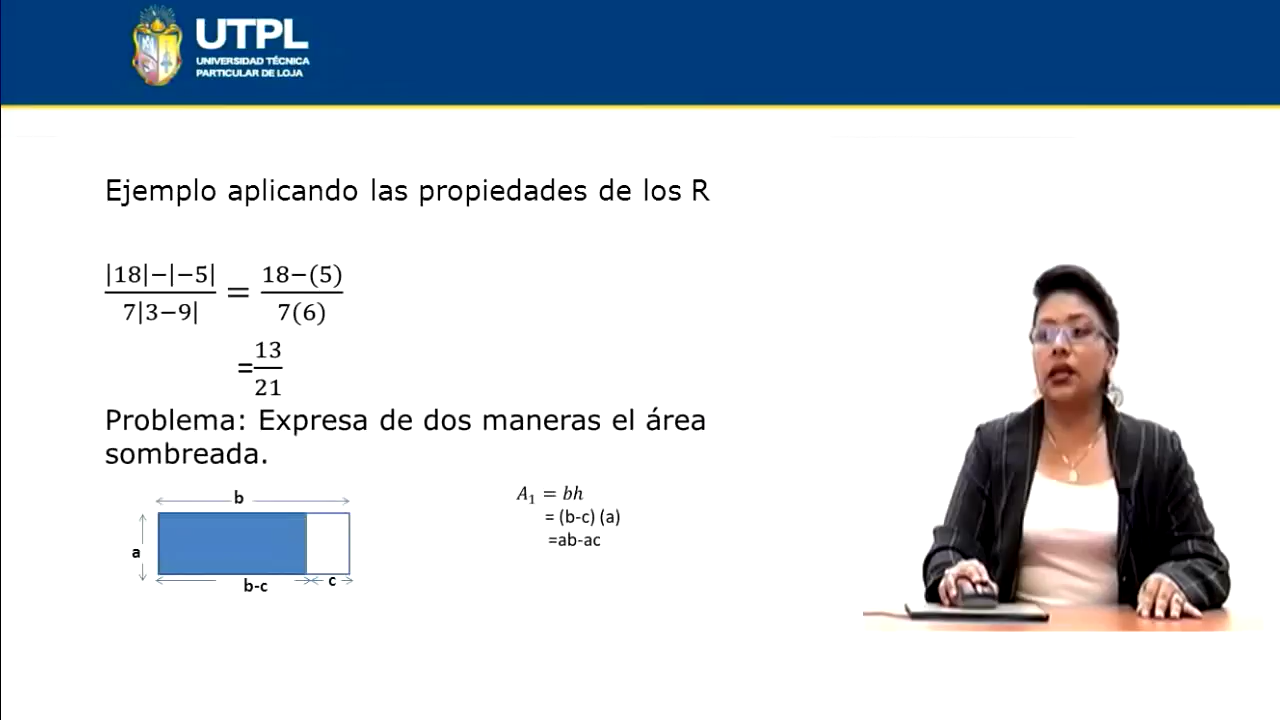 UTPL
UNIVERSIDAD TÉCNICA
PARTICULAR DE LOJA
Ejemplo aplicando las propiedades de los R
|18|−|−5| / 7|3−9| = 18−(5) / 7(6)
=13/21
Problema: Expresa de dos maneras el área
sombreada.
b
a
b-c
c
A₁ = bh
= (b-c) (a)
=ab-ac